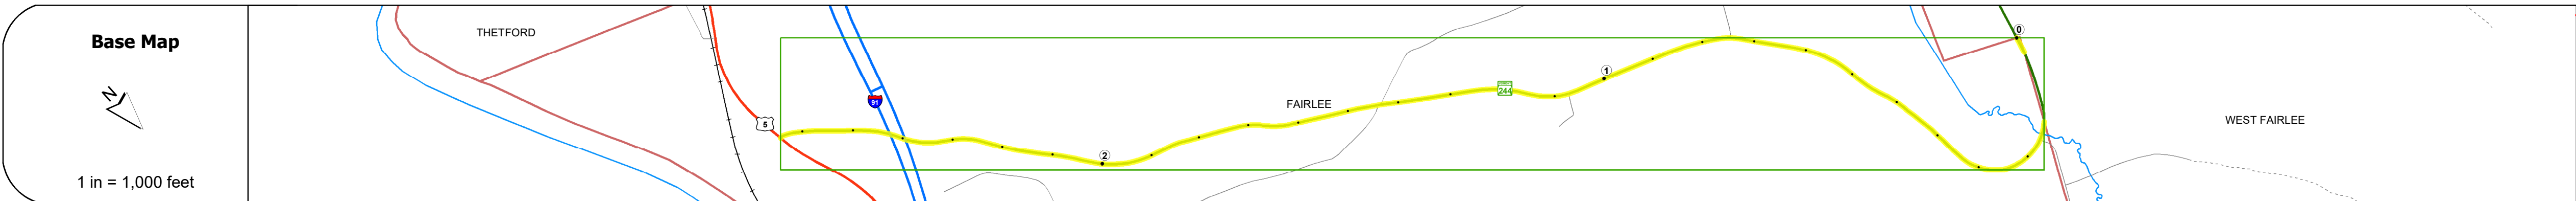 Base Map
N
1 in = 1,000 feet
THETFORD
5
91
2
FAIRLEE
244
1
0
WEST FAIRLEE